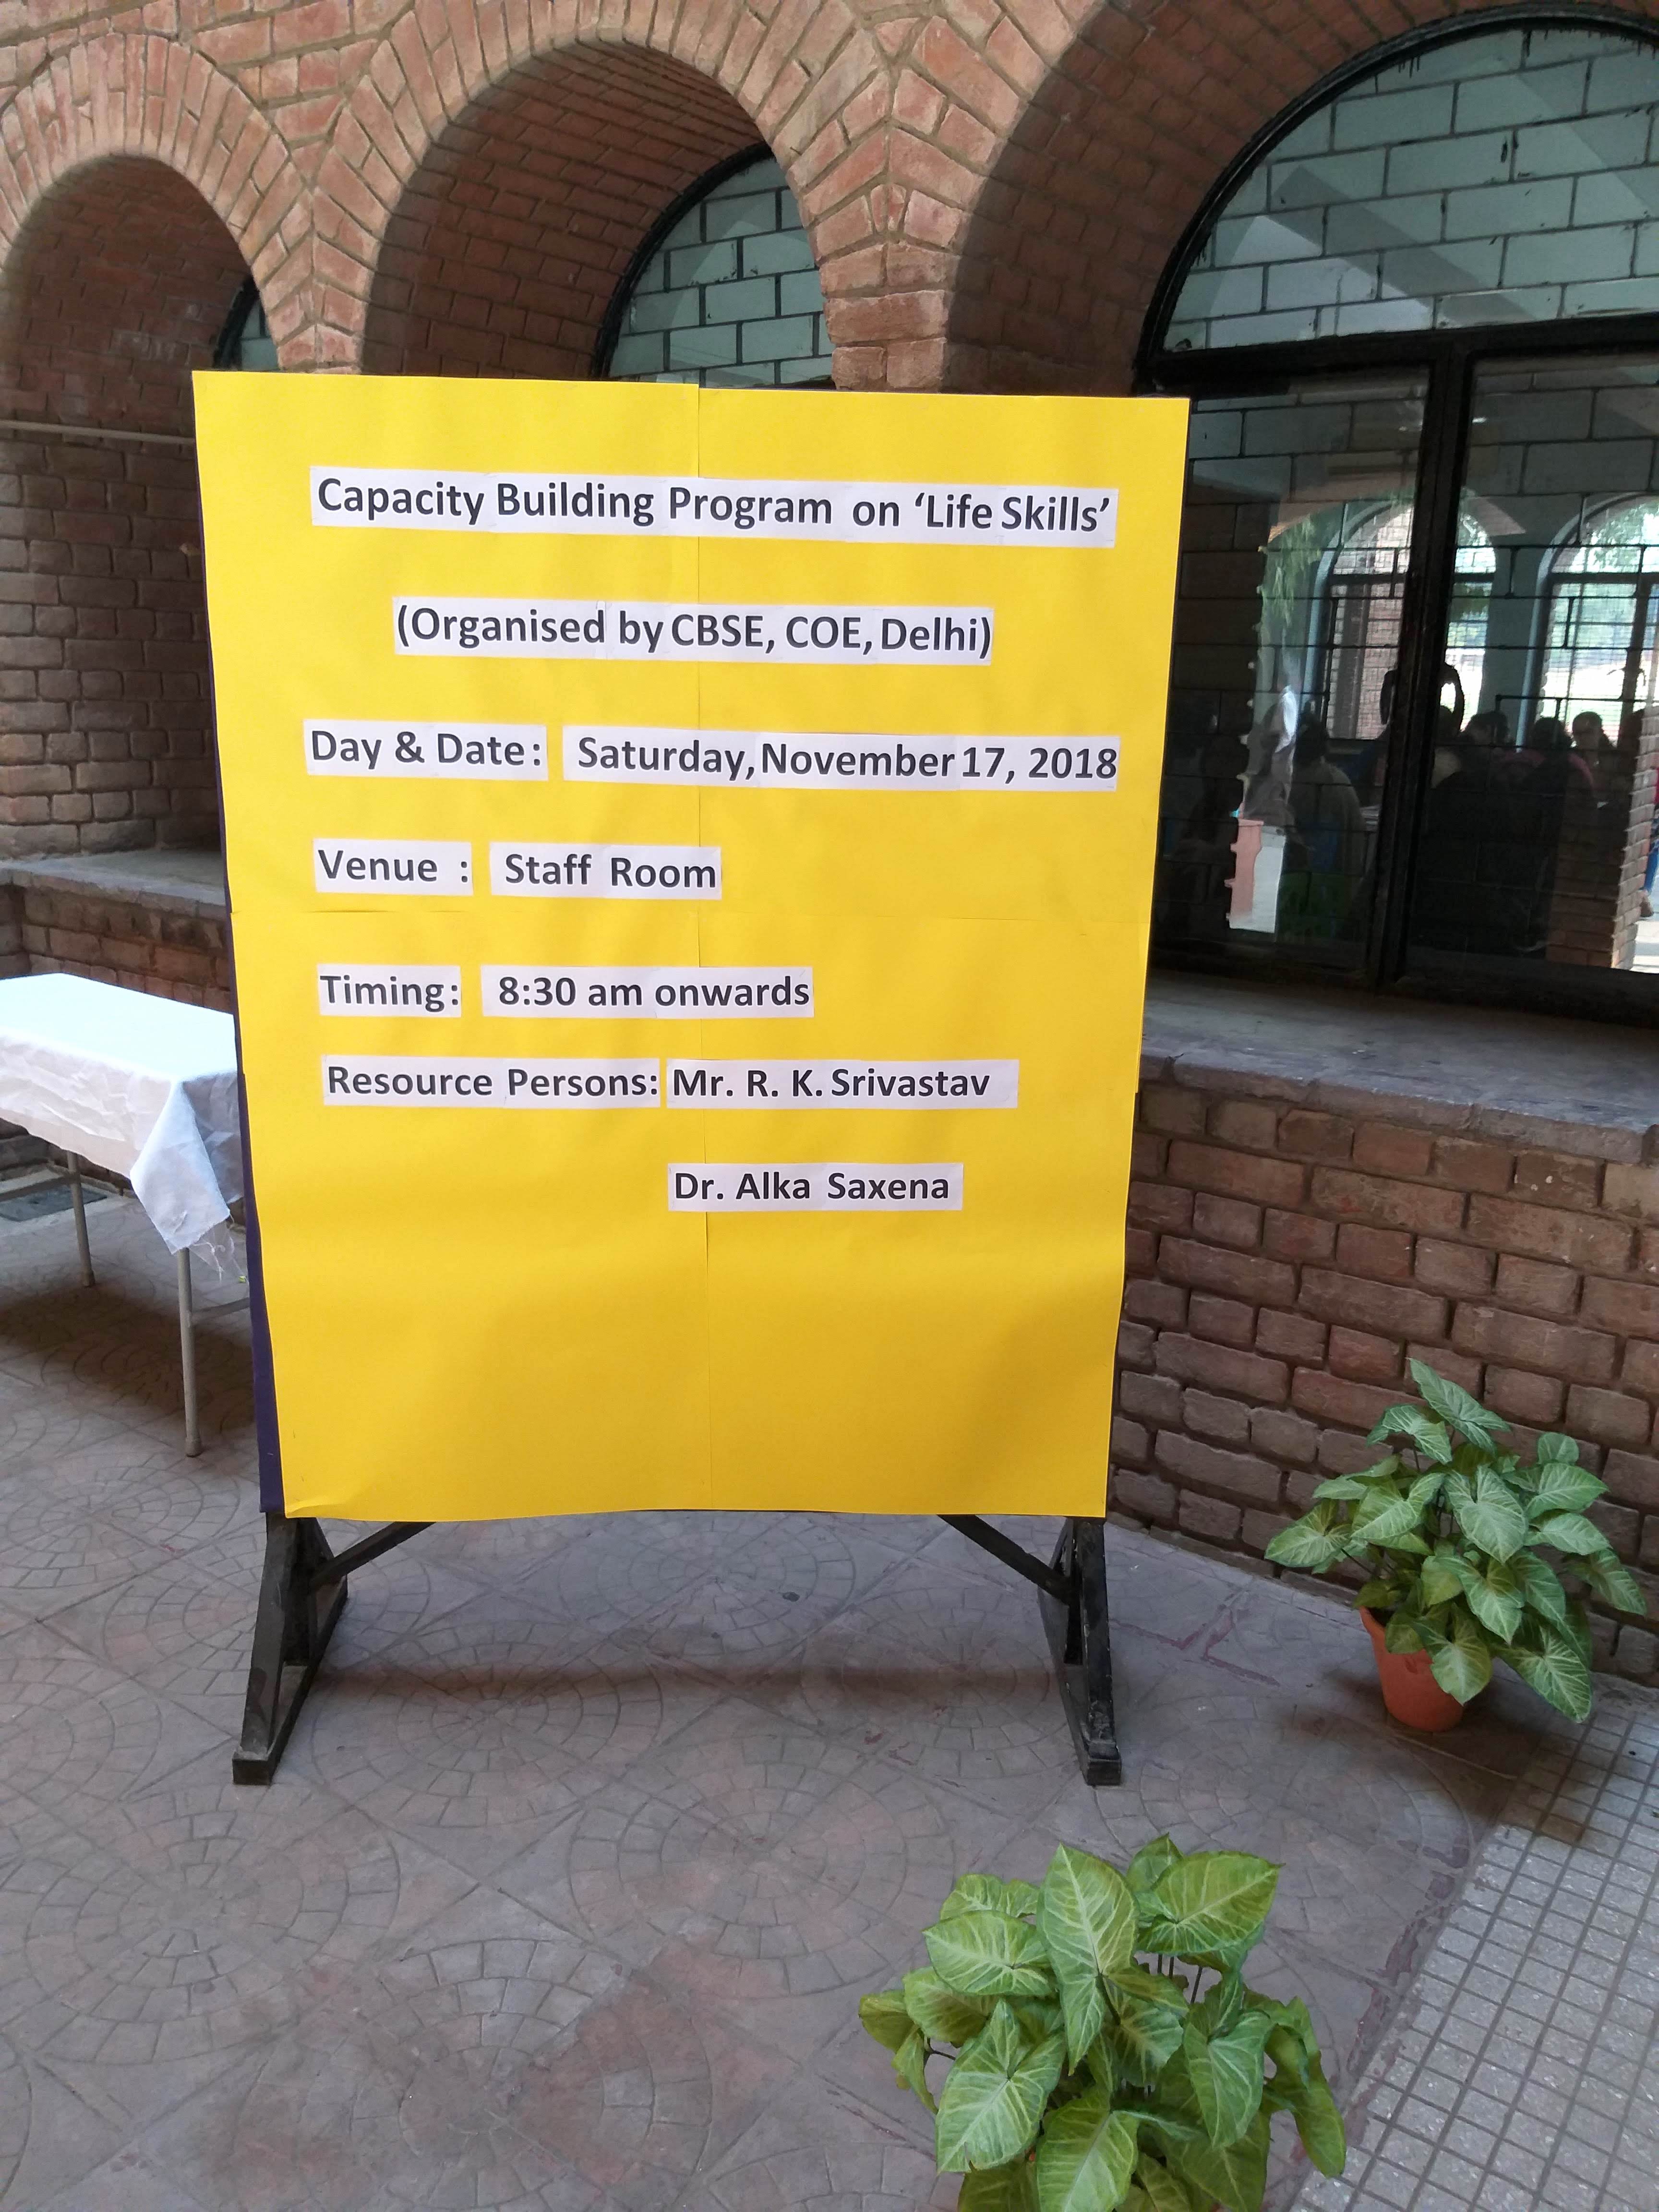 Capacity Building Program on ‘Life Skills’
(Organised by CBSE, COE, Delhi)
Day & Date: Saturday, November 17, 2018
Venue : Staff Room
Timing: 8:30 am onwards
Resource Persons: Mr. R. K. Srivastav
Dr. Alka Saxena